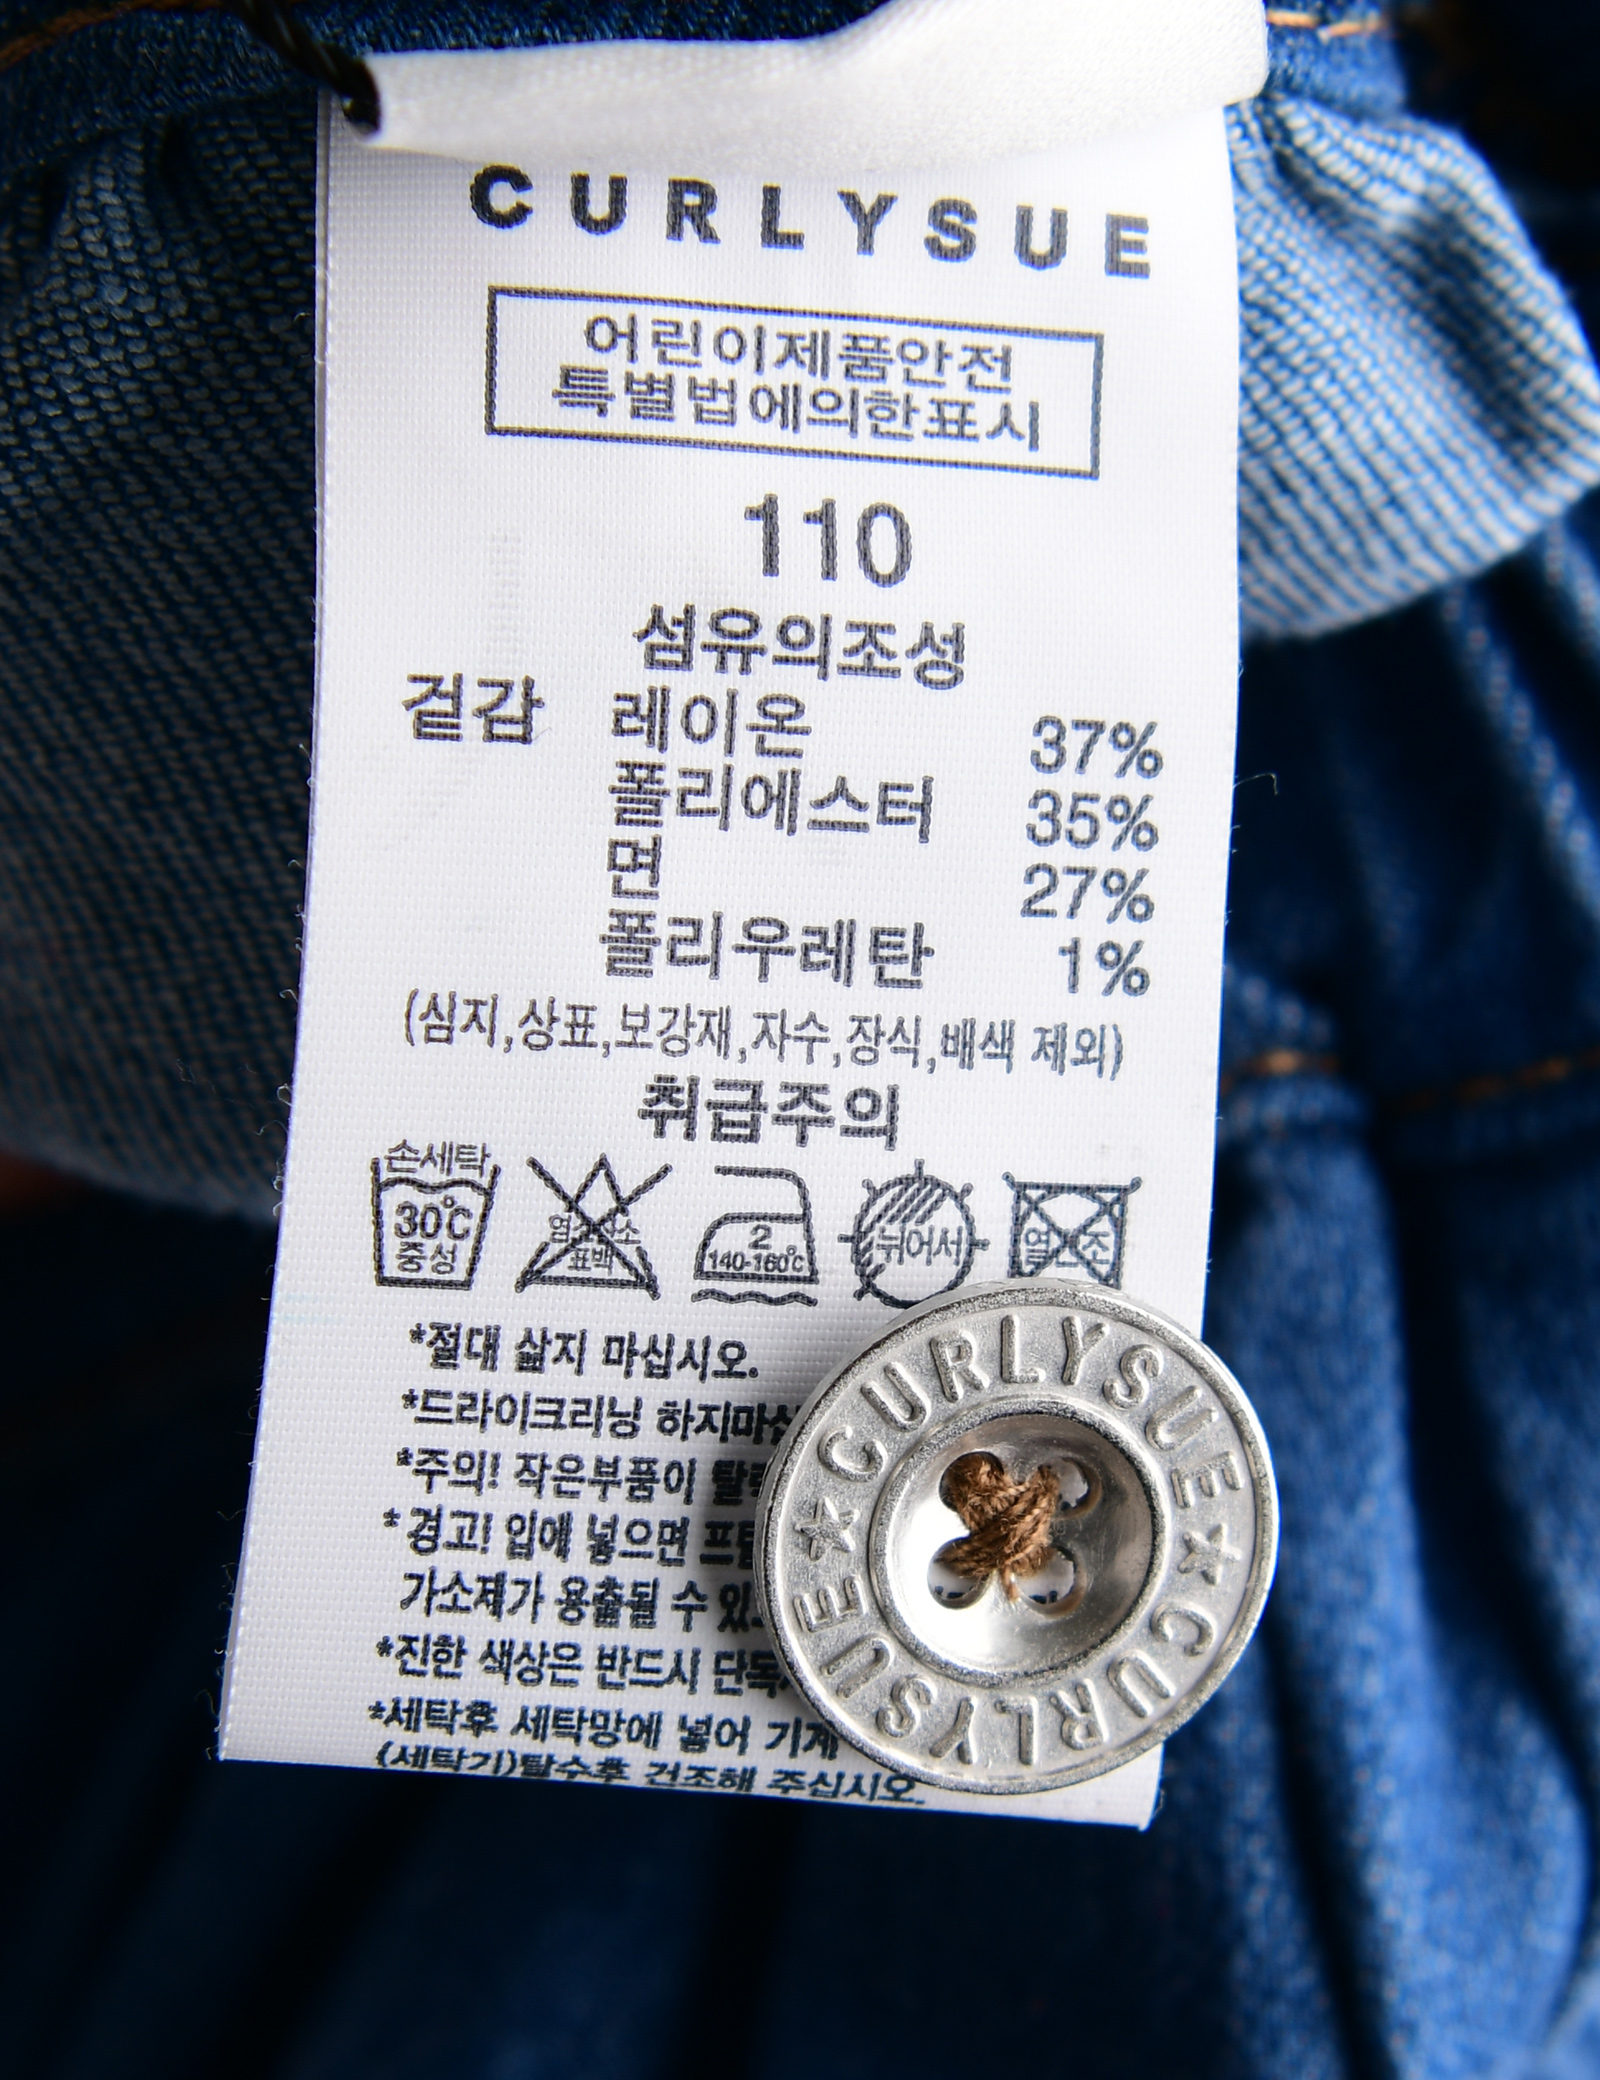 CURLYSUE
어린이제품안전
특별법에의한표시
110
섬유의조성
겉감 레이온 37%
폴리에스터 35%
면 27%
폴리우레탄 1%
(심지,상표,보강재,자수,장식,배색 제외)
취급주의
손세탁
30℃
중성
표백
2
140-160℃
뉘어서
*절대 삶지 마십시오.
*드라이크리닝
*주의! 작은부품이
*경고! 입에 넣으면
가소제가 용출될 수
*진한 색상은 반드시
*세탁후 세탁망에 넣어
(세탁기)탈수후 건조해 주십시오.
★CURLYSUE★CURLYSUE